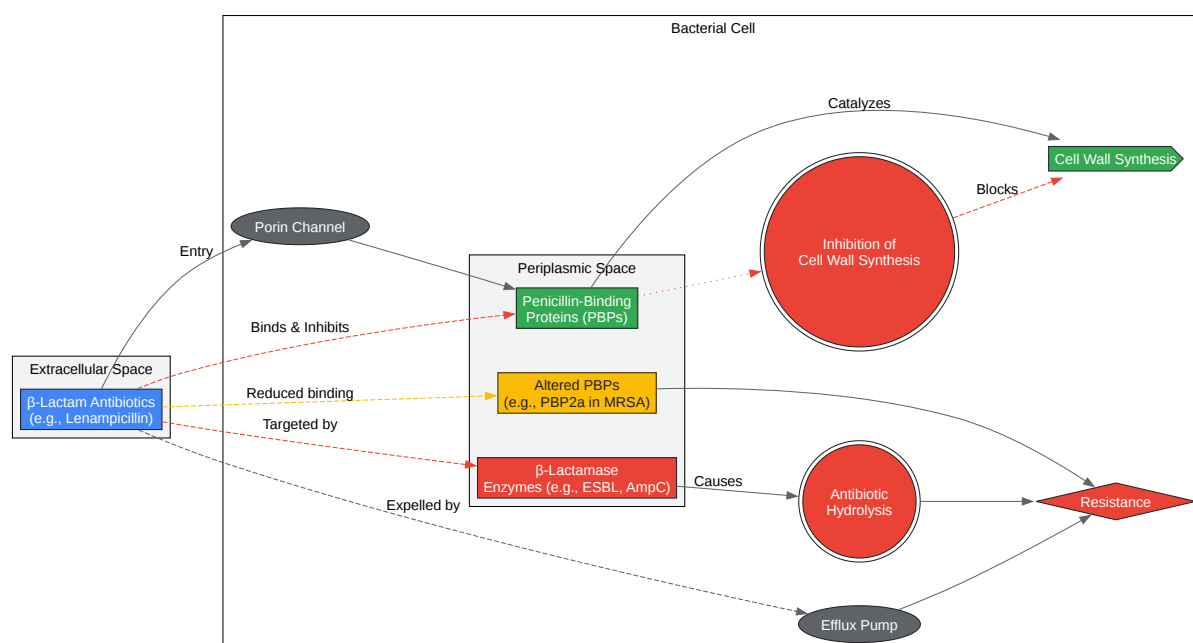 Bacterial Cell
Catalyzes
Cell Wall Synthesis
Blocks
Porin Channel
Entry
Inhibition of
Cell Wall Synthesis
Periplasmic Space
Penicillin-Binding
Proteins (PBPs)
Binds & Inhibits
Extracellular Space
β-Lactam Antibiotics
(e.g., Lenampicillin)
Reduced binding
Altered PBPs
(e.g., PBP2a in MRSA)
Targeted by
β-Lactamase
Enzymes (e.g., ESBL, AmpC)
Causes
Antibiotic
Hydrolysis
Resistance
Expelled by
Efflux Pump